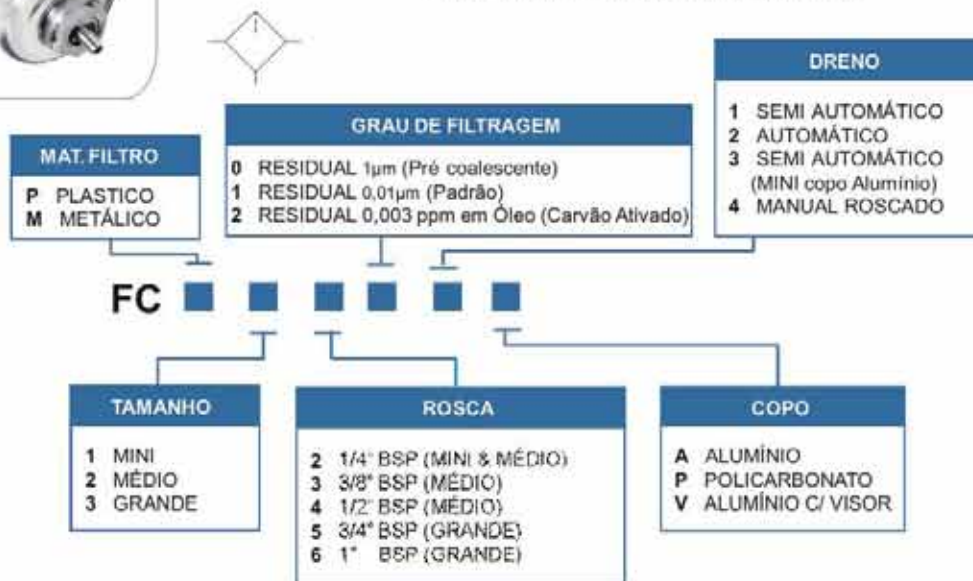 DRENO
1 SEMI AUTOMÁTICO
2 AUTOMÁTICO
3 SEMI AUTOMÁTICO
(MINI copo Alumínio)
4 MANUAL ROSCADO
GRAU DE FILTRAGEM
0 RESIDUAL 1µm (Pré coalescente)
1 RESIDUAL 0,01µm (Padrão)
2 RESIDUAL 0,003 ppm em Óleo (Carvão Ativado)
MAT. FILTRO
P PLASTICO
M METÁLICO
FC
TAMANHO
1 MINI
2 MÉDIO
3 GRANDE
ROSCA
2 1/4" BSP (MINI & MÉDIO)
3 3/8" BSP (MÉDIO)
4 1/2" BSP (MÉDIO)
5 3/4" BSP (GRANDE)
6 1" BSP (GRANDE)
COPO
A ALUMÍNIO
P POLICARBONATO
V ALUMÍNIO C/ VISOR